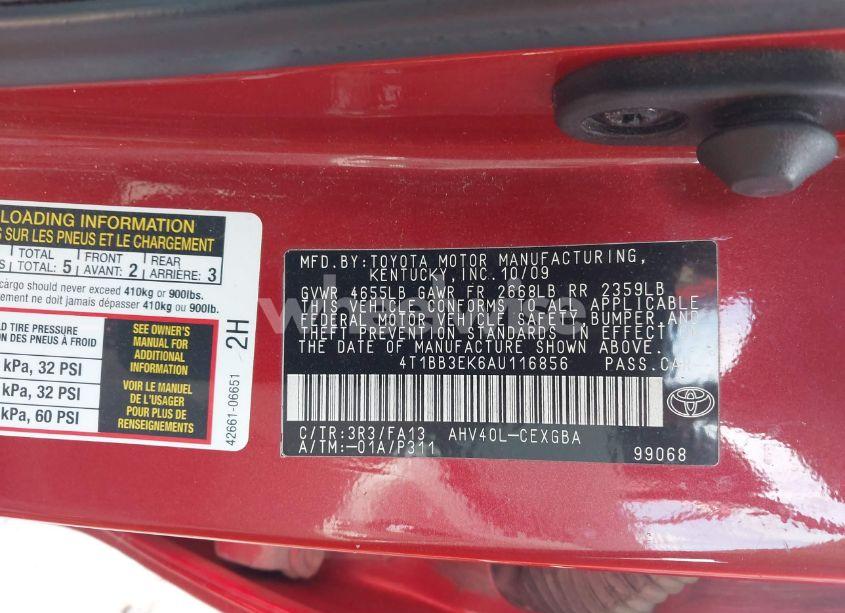 LOADING INFORMATION
SUR LES PNEUS ET LE CHARGEMENT
TOTAL FRONT REAR
TOTAL: 5 AVANT: 2 ARRIÈRE: 3
cargo should never exceed 410kg or 900lbs.
ne doit jamais dépasser 410kg ou 900lb.
LD TIRE PRESSURE
ON DES PNEUS À FROID
kPa, 32 PSI
kPa, 32 PSI
kPa, 60 PSI
SEE OWNER'S
MANUAL FOR
ADDITIONAL
INFORMATION
VOIR LE MANUEL
DE L'USAGER
POUR PLUS DE
RENSEIGNEMENTS
2H
42661-06651
MFD.BY:TOYOTA MOTOR MANUFACTURING,
KENTUCKY, INC. 10/09
GVWR 4655LB GAWR FR 2668LB RR 2359LB
THIS VEHICLE CONFORMS TO ALL APPLICABLE
FEDERAL MOTOR VEHICLE SAFETY, BUMPER AND
THEFT PREVENTION STANDARDS IN EFFECT ON
THE DATE OF MANUFACTURE SHOWN ABOVE.
4T1BB3EK6AU116856 PASS.CAR
C/TR:3R3/FA13 AHV40L-CEXGBA
A/TM:-01A/P311
99068
wheelwise